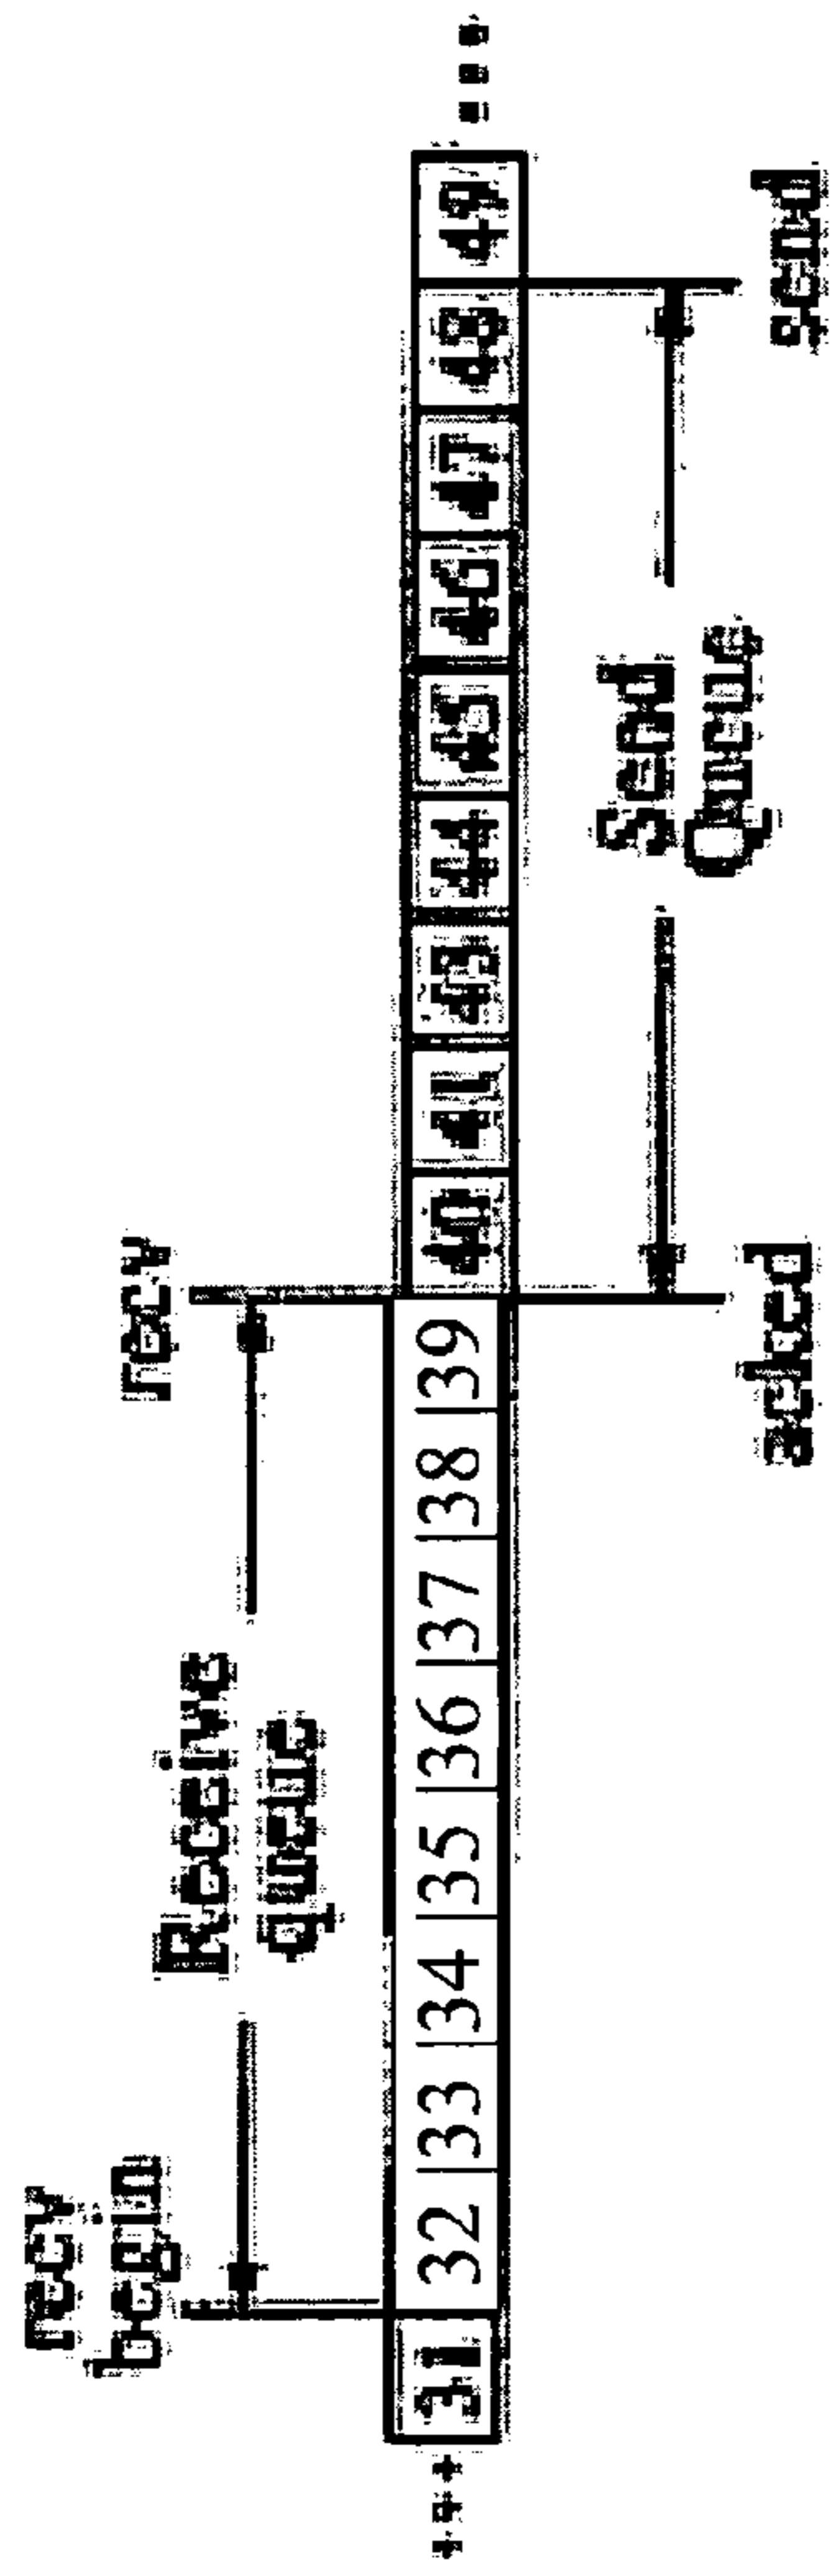 recv
begin
Receive
queue
recv
... 31 32 33 34 35 36 37 38 39 40 41 43 44 45 46 47 48 49 ...
acked
Send
Queue
send